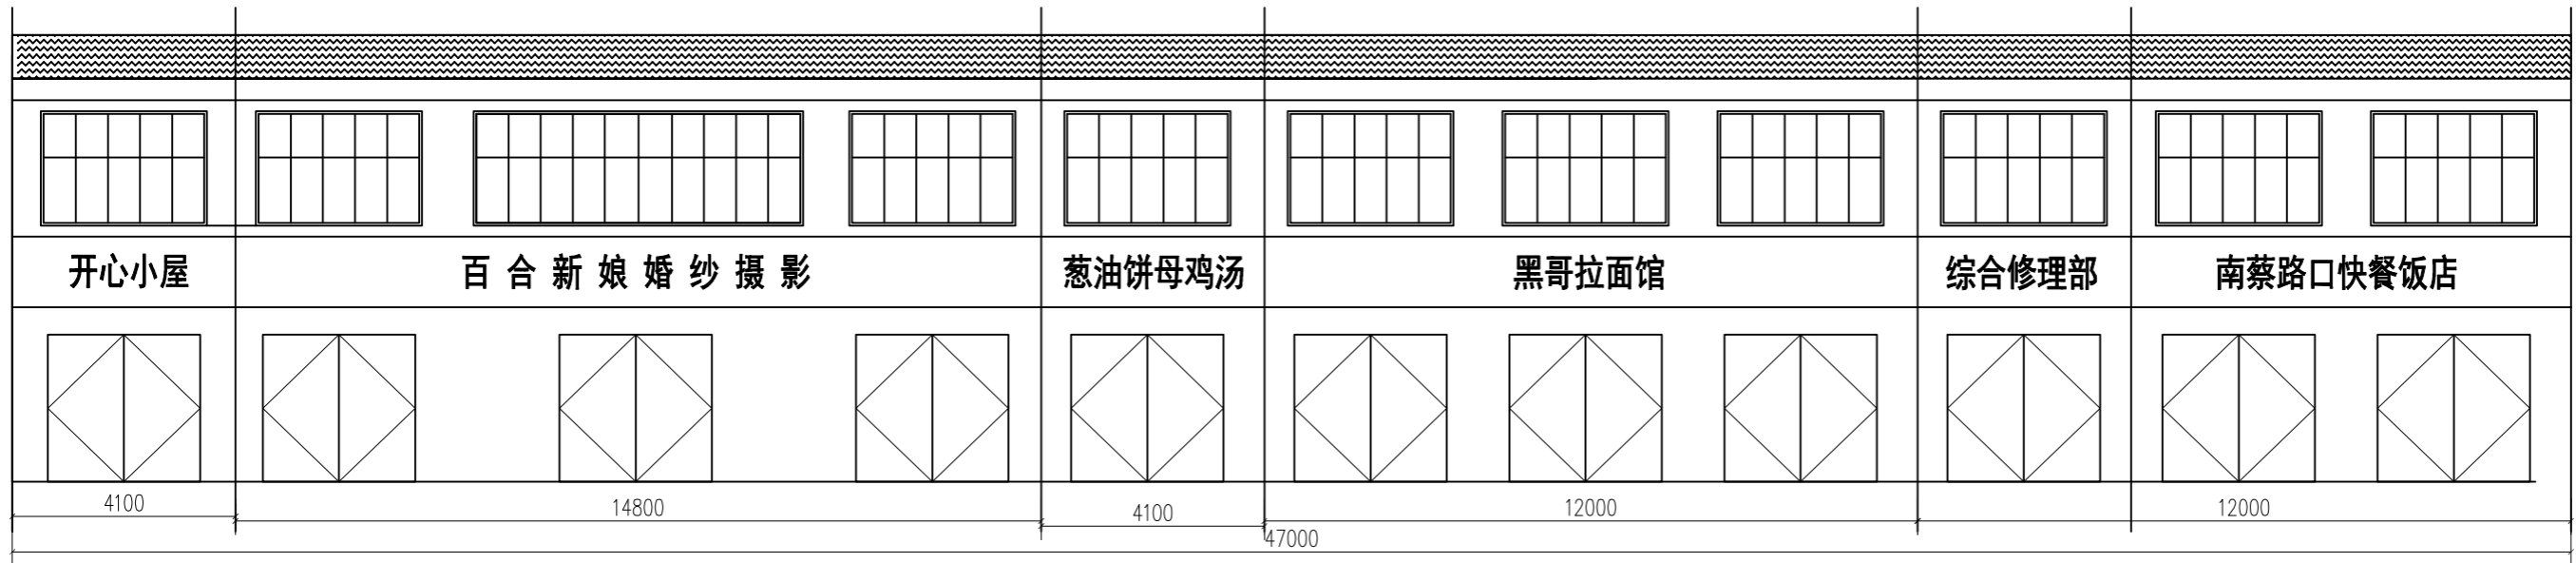 开心小屋
百合新娘婚纱摄影
葱油饼母鸡汤
黑哥拉面馆
综合修理部
南蔡路口快餐饭店
4100
14800
4100
12000
12000
47000